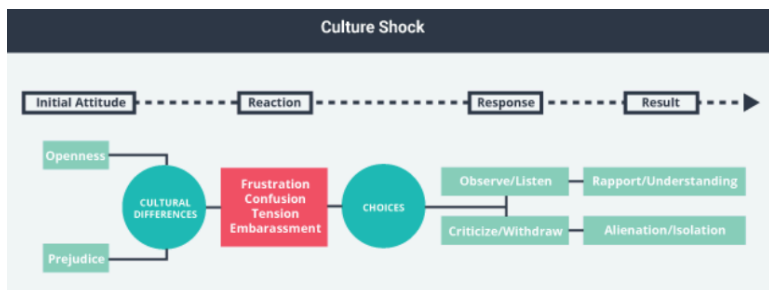 Culture Shock
Initial Attitude
Reaction
Response
Result
Openness
Prejudice
CULTURAL
DIFFERENCES
Frustration
Confusion
Tension
Embarassment
CHOICES
Observe/Listen
Rapport/Understanding
Criticize/Withdraw
Alienation/Isolation